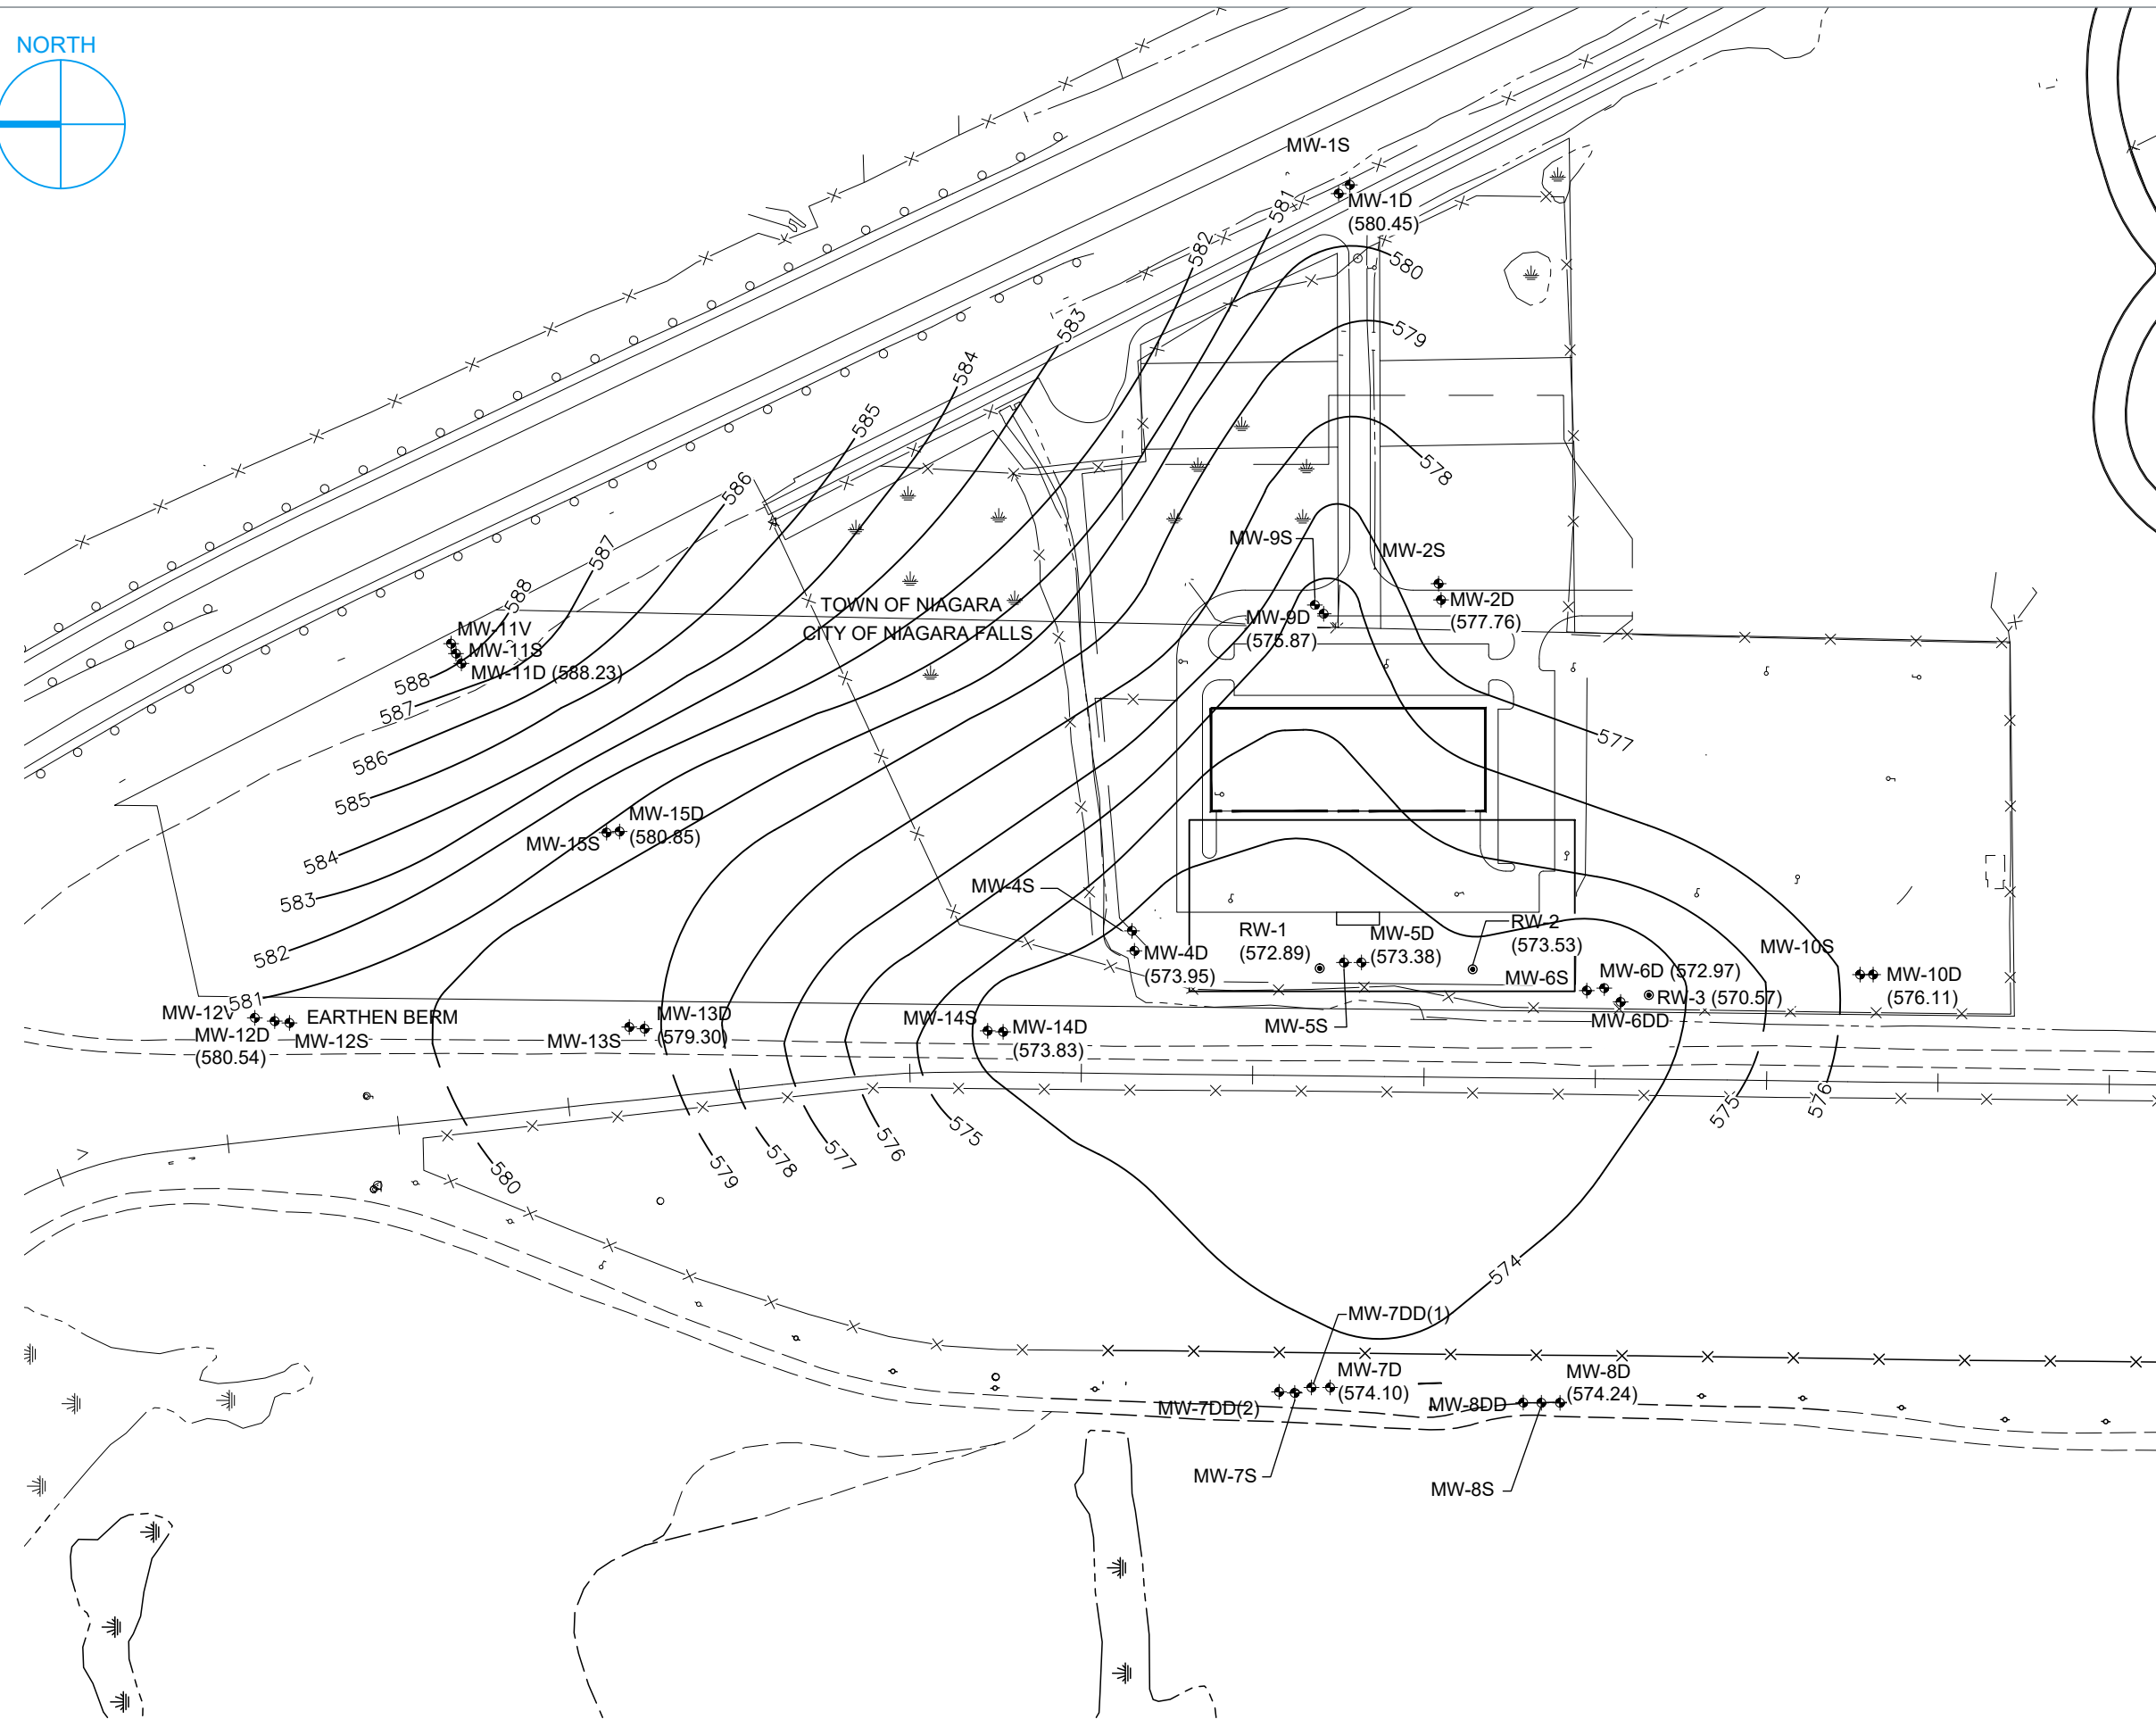 NORTH
MW-1S
MW-1D
(580.45)
581
582
580
583
579
584
585
578
586
MW-9S
MW-2S
587
588
TOWN OF NIAGARA
MW-2D
(577.76)
MW-9D
(575.87)
CITY OF NIAGARA FALLS
MW-11V
MW-11S
MW-11D (588.23)
588
587
577
586
585
MW-15D
(580.85)
MW-15S
584
583
MW-4S
582
RW-1
(572.89)
MW-5D
(573.38)
RW-2
(573.53)
MW-10S
MW-4D
(573.95)
MW-6S
MW-6D (572.97)
MW-10D
(576.11)
581
RW-3 (570.57)
MW-12V
EARTHEN BERM
MW-13D
(579.30)
MW-14S
MW-14D
(573.83)
MW-5S
MW-6DD
MW-12D
(580.54)
MW-12S
MW-13S
576
575
575
576
577
578
579
580
574
MW-7DD(1)
MW-7D
(574.10)
MW-8D
(574.24)
MW-7DD(2)
MW-8DD
MW-7S
MW-8S